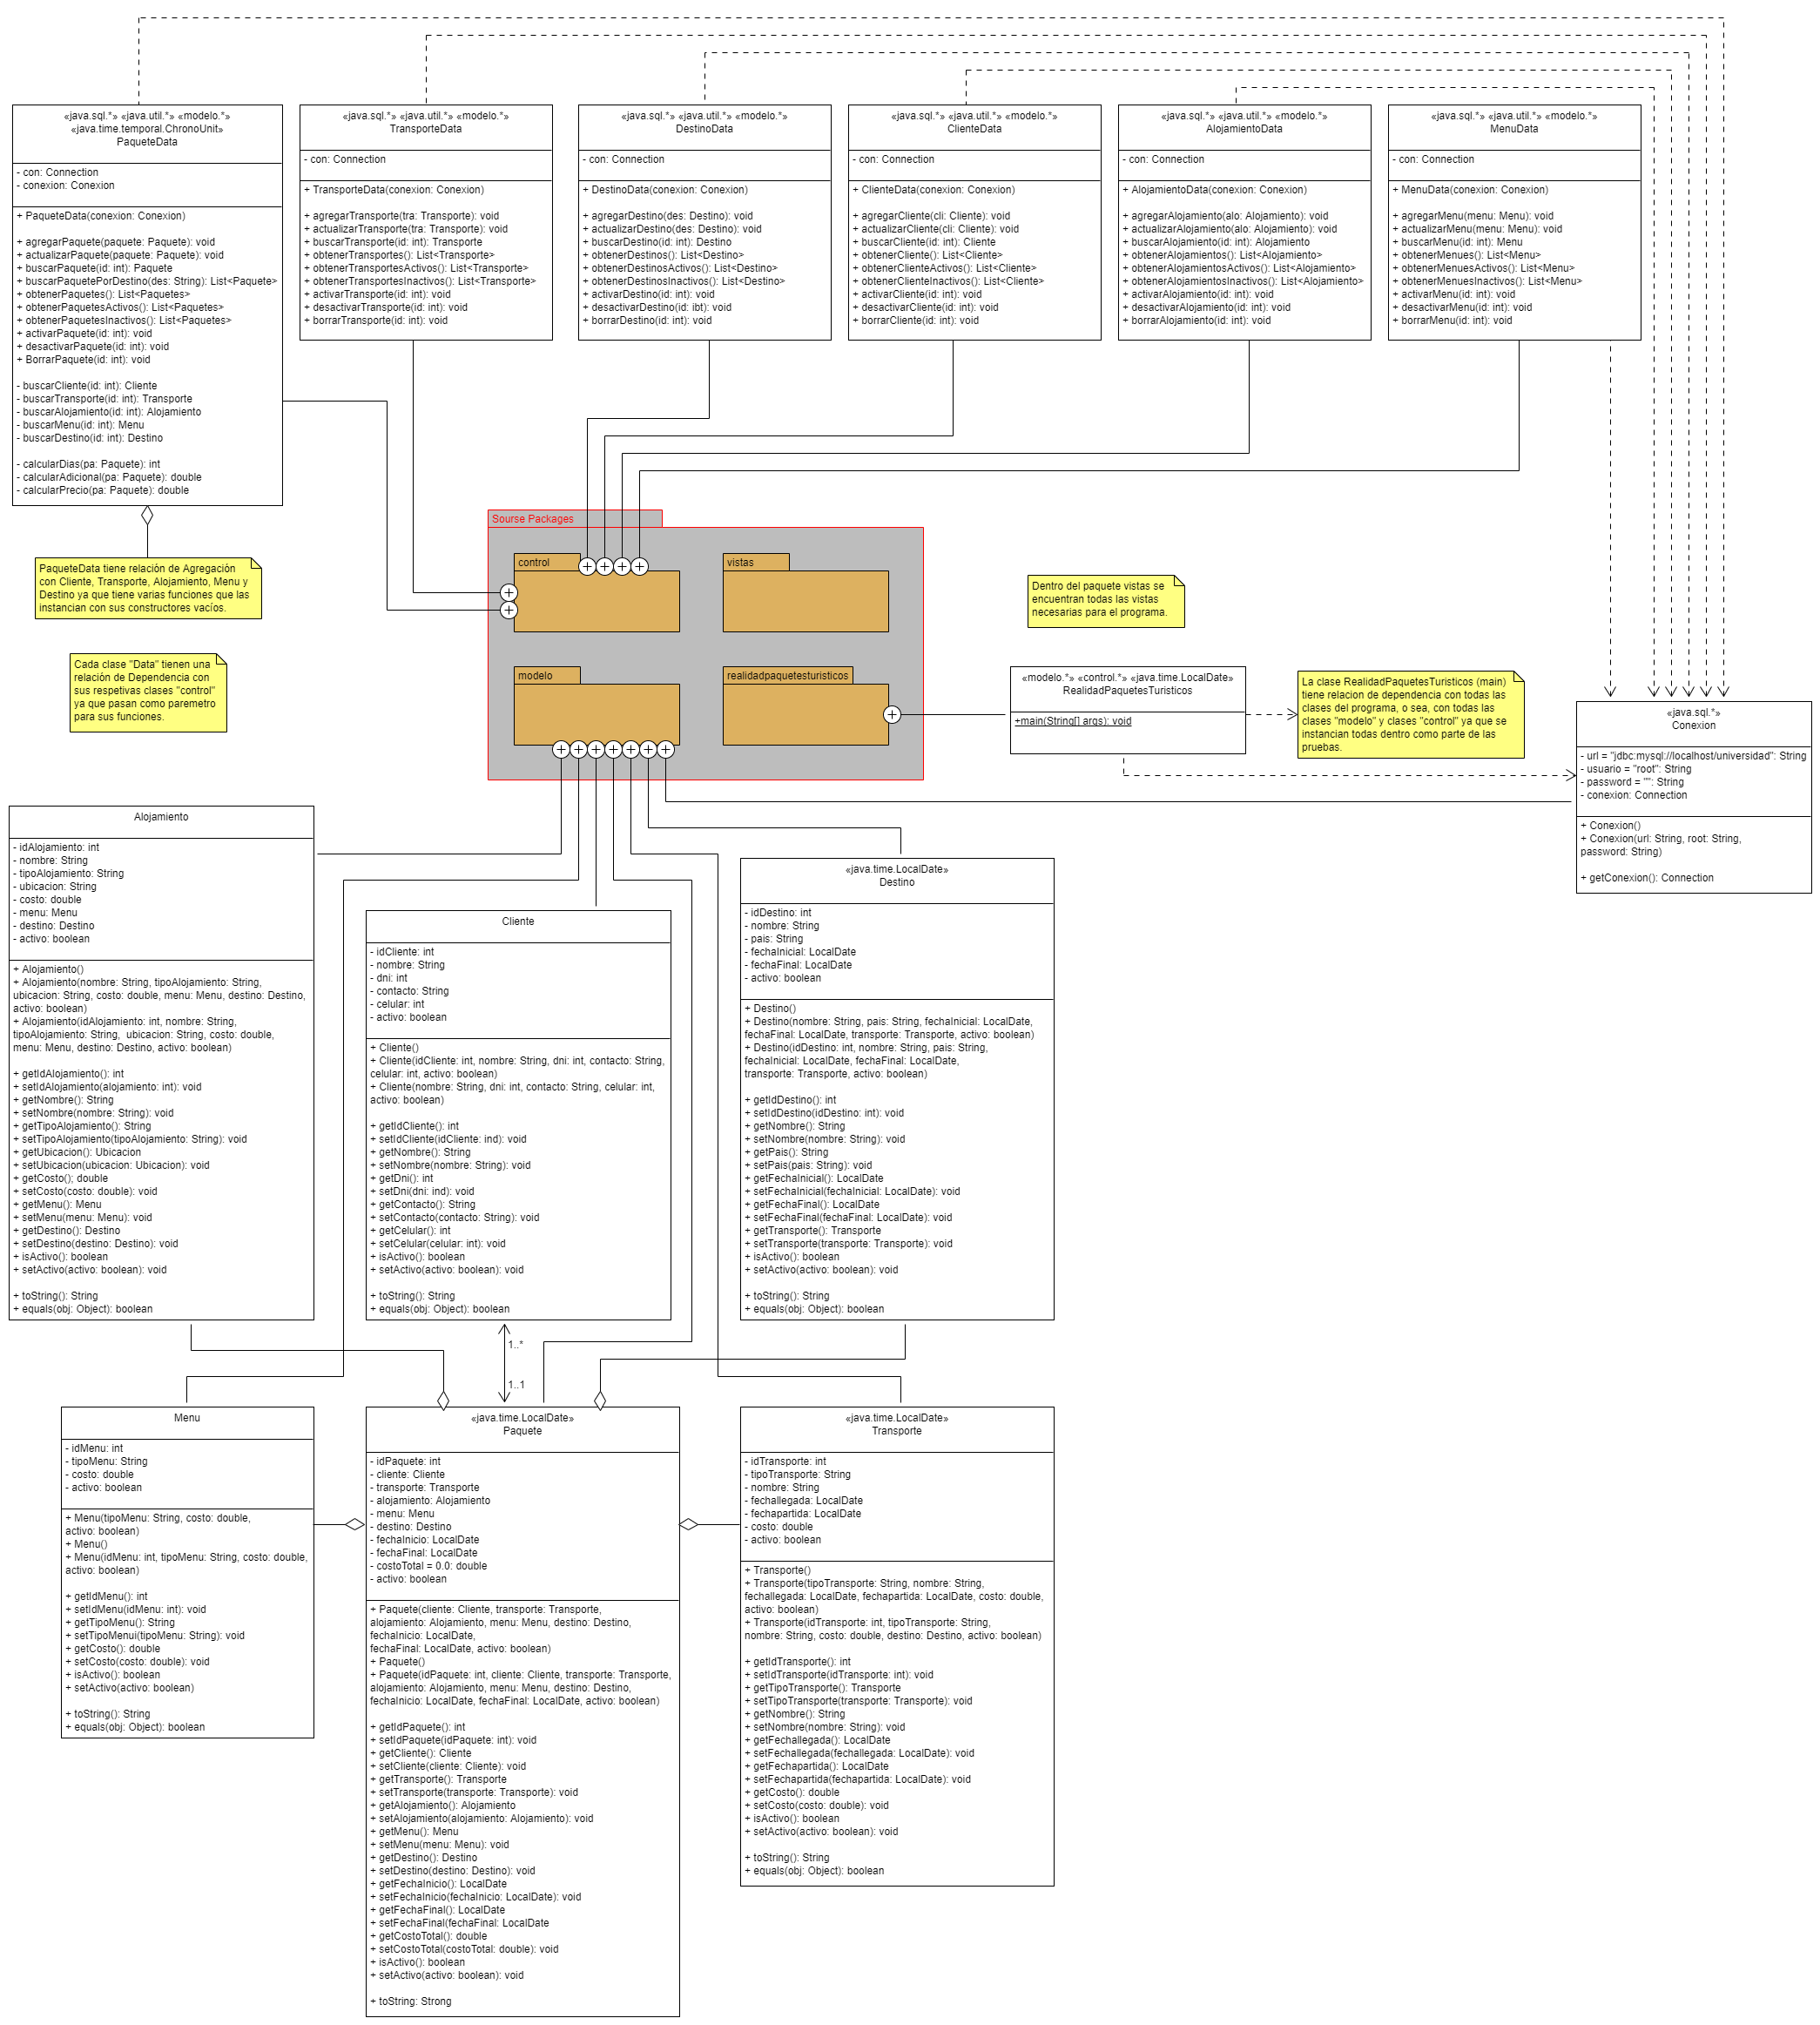 «java.sql.*» «java.util.*» «modelo.*»
«java.time.temporal.ChronoUnit»
PaqueteData
- con: Connection
- conexion: Conexion
+ PaqueteData(conexion: Conexion)
+ agregarPaquete(paquete: Paquete): void
+ actualizarPaquete(paquete: Paquete): void
+ buscarPaquete(id: int): Paquete
+ buscarPaquetePorDestino(des: String): List<Paquete>
+ obtenerPaquetes(): List<Paquetes>
+ obtenerPaquetesActivos(): List<Paquetes>
+ obtenerPaquetesInactivos(): List<Paquetes>
+ activarPaquete(id: int): void
+ desactivarPaquete(id: int): void
+ BorrarPaquete(id: int): void
- buscarCliente(id: int): Cliente
- buscarTransporte(id: int): Transporte
- buscarAlojamiento(id: int): Alojamiento
- buscarMenu(id: int): Menu
- buscarDestino(id: int): Destino
- calcularDias(pa: Paquete): int
- calcularAdicional(pa: Paquete): double
- calcularPrecio(pa: Paquete): double
«java.sql.*» «java.util.*» «modelo.*»
TransporteData
- con: Connection
+ TransporteData(conexion: Conexion)
+ agregarTransporte(tra: Transporte): void
+ actualizarTransporte(tra: Transporte): void
+ buscarTransporte(id: int): Transporte
+ obtenerTransportes(): List<Transporte>
+ obtenerTransportesActivos(): List<Transporte>
+ obtenerTransportesInactivos(): List<Transporte>
+ activarTransporte(id: int): void
+ desactivarTransporte(id: int): void
+ borrarTransporte(id: int): void
«java.sql.*» «java.util.*» «modelo.*»
DestinoData
- con: Connection
+ DestinoData(conexion: Conexion)
+ agregarDestino(des: Destino): void
+ actualizarDestino(des: Destino): void
+ buscarDestino(id: int): Destino
+ obtenerDestinos(): List<Destino>
+ obtenerDestinosActivos(): List<Destino>
+ obtenerDestinosInactivos(): List<Destino>
+ activarDestino(id: int): void
+ desactivarDestino(id: ibt): void
+ borrarDestino(id: int): void
«java.sql.*» «java.util.*» «modelo.*»
ClienteData
- con: Connection
+ ClienteData(conexion: Conexion)
+ agregarCliente(cli: Cliente): void
+ actualizarCliente(cli: Cliente): void
+ buscarCliente(id: int): Cliente
+ obtenerCliente(): List<Cliente>
+ obtenerClienteActivos(): List<Cliente>
+ obtenerClienteInactivos(): List<Cliente>
+ activarCliente(id: int): void
+ desactivarCliente(id: int): void
+ borrarCliente(id: int): void
«java.sql.*» «java.util.*» «modelo.*»
AlojamientoData
- con: Connection
+ AlojamientoData(conexion: Conexion)
+ agregarAlojamiento(alo: Alojamiento): void
+ actualizarAlojamiento(alo: Alojamiento): void
+ buscarAlojamiento(id: int): Alojamiento
+ obtenerAlojamientos(): List<Alojamiento>
+ obtenerAlojamientosActivos(): List<Alojamiento>
+ obtenerAlojamientosInactivos(): List<Alojamiento>
+ activarAlojamiento(id: int): void
+ desactivarAlojamiento(id: int): void
+ borrarAlojamiento(id: int): void
«java.sql.*» «java.util.*» «modelo.*»
MenuData
- con: Connection
+ MenuData(conexion: Conexion)
+ agregarMenu(menu: Menu): void
+ actualizarMenu(menu: Menu): void
+ buscarMenu(id: int): Menu
+ obtenerMenues(): List<Menu>
+ obtenerMenuesActivos(): List<Menu>
+ obtenerMenuesInactivos(): List<Menu>
+ activarMenu(id: int): void
+ desactivarMenu(id: int): void
+ borrarMenu(id: int): void
PaqueteData tiene relación de Agregación
con Cliente, Transporte, Alojamiento, Menu y
Destino ya que tiene varias funciones que las
instancian con sus constructores vacíos.
Cada clase "Data" tienen una
relación de Dependencia con
sus respetivas clases "control"
ya que pasan como paremetro
para sus funciones.
Sourse Packages
control
vistas
modelo
realidadpaquetesturisticos
Dentro del paquete vistas se
encuentran todas las vistas
necesarias para el programa.
«modelo.*» «control.*» «java.time.LocalDate»
RealidadPaquetesTuristicos
+main(String[] args): void
La clase RealidadPaquetesTuristicos (main)
tiene relacion de dependencia con todas las
clases del programa, o sea, con todas las
clases "modelo" y clases "control" ya que se
instancian todas dentro como parte de las
pruebas.
«java.sql.*»
Conexion
- url = "jdbc:mysql://localhost/universidad": String
- usuario = "root": String
- password = "": String
- conexion: Connection
+ Conexion()
+ Conexion(url: String, root: String,
password: String)
+ getConexion(): Connection
Alojamiento
- idAlojamiento: int
- nombre: String
- tipoAlojamiento: String
- ubicacion: String
- costo: double
- menu: Menu
- destino: Destino
- activo: boolean
+ Alojamiento()
+ Alojamiento(nombre: String, tipoAlojamiento: String,
ubicacion: String, costo: double, menu: Menu, destino: Destino,
activo: boolean)
+ Alojamiento(idAlojamiento: int, nombre: String,
tipoAlojamiento: String,  ubicacion: String, costo: double,
menu: Menu, destino: Destino, activo: boolean)
+ getIdAlojamiento(): int
+ setIdAlojamiento(alojamiento: int): void
+ getNombre(): String
+ setNombre(nombre: String): void
+ getTipoAlojamiento(): String
+ setTipoAlojamiento(tipoAlojamiento: String): void
+ getUbicacion(): Ubicacion
+ setUbicacion(ubicacion: Ubicacion): void
+ getCosto(); double
+ setCosto(costo: double): void
+ getMenu(): Menu
+ setMenu(menu: Menu): void
+ getDestino(): Destino
+ setDestino(destino: Destino): void
+ isActivo(): boolean
+ setActivo(activo: boolean): void
+ toString(): String
+ equals(obj: Object): boolean
Cliente
- idCliente: int
- nombre: String
- dni: int
- contacto: String
- celular: int
- activo: boolean
+ Cliente()
+ Cliente(idCliente: int, nombre: String, dni: int, contacto: String,
celular: int, activo: boolean)
+ Cliente(nombre: String, dni: int, contacto: String, celular: int,
activo: boolean)
+ getIdCliente(): int
+ setIdCliente(idCliente: ind): void
+ getNombre(): String
+ setNombre(nombre: String): void
+ getDni(): int
+ setDni(dni: ind): void
+ getContacto(): String
+ setContacto(contacto: String): void
+ getCelular(): int
+ setCelular(celular: int): void
+ isActivo(): boolean
+ setActivo(activo: boolean): void
+ toString(): String
+ equals(obj: Object): boolean
«java.time.LocalDate»
Destino
- idDestino: int
- nombre: String
- pais: String
- fechaInicial: LocalDate
- fechaFinal: LocalDate
- activo: boolean
+ Destino()
+ Destino(nombre: String, pais: String, fechaInicial: LocalDate,
fechaFinal: LocalDate, transporte: Transporte, activo: boolean)
+ Destino(idDestino: int, nombre: String, pais: String,
fechaInicial: LocalDate, fechaFinal: LocalDate,
transporte: Transporte, activo: boolean)
+ getIdDestino(): int
+ setIdDestino(idDestino: int): void
+ getNombre(): String
+ setNombre(nombre: String): void
+ getPais(): String
+ setPais(pais: String): void
+ getFechaInicial(): LocalDate
+ setFechaInicial(fechaInicial: LocalDate): void
+ getFechaFinal(): LocalDate
+ setFechaFinal(fechaFinal: LocalDate): void
+ getTransporte(): Transporte
+ setTransporte(transporte: Transporte): void
+ isActivo(): boolean
+ setActivo(activo: boolean): void
+ toString(): String
+ equals(obj: Object): boolean
1..*
1..1
Menu
- idMenu: int
- tipoMenu: String
- costo: double
- activo: boolean
+ Menu(tipoMenu: String, costo: double,
activo: boolean)
+ Menu()
+ Menu(idMenu: int, tipoMenu: String, costo: double,
activo: boolean)
+ getIdMenu(): int
+ setIdMenu(idMenu: int): void
+ getTipoMenu(): String
+ setTipoMenui(tipoMenu: String): void
+ getCosto(): double
+ setCosto(costo: double): void
+ isActivo(): boolean
+ setActivo(activo: boolean)
+ toString(): String
+ equals(obj: Object): boolean
«java.time.LocalDate»
Paquete
- idPaquete: int
- cliente: Cliente
- transporte: Transporte
- alojamiento: Alojamiento
- menu: Menu
- destino: Destino
- fechaInicio: LocalDate
- fechaFinal: LocalDate
- costoTotal = 0.0: double
- activo: boolean
+ Paquete(cliente: Cliente, transporte: Transporte,
alojamiento: Alojamiento, menu: Menu, destino: Destino,
fechaInicio: LocalDate,
fechaFinal: LocalDate, activo: boolean)
+ Paquete()
+ Paquete(idPaquete: int, cliente: Cliente, transporte: Transporte,
alojamiento: Alojamiento, menu: Menu, destino: Destino,
fechaInicio: LocalDate, fechaFinal: LocalDate, activo: boolean)
+ getIdPaquete(): int
+ setIdPaquete(idPaquete: int): void
+ getCliente(): Cliente
+ setCliente(cliente: Cliente): void
+ getTransporte(): Transporte
+ setTransporte(transporte: Transporte): void
+ getAlojamiento(): Alojamiento
+ setAlojamiento(alojamiento: Alojamiento): void
+ getMenu(): Menu
+ setMenu(menu: Menu): void
+ getDestino(): Destino
+ setDestino(destino: Destino): void
+ getFechaInicio(): LocalDate
+ setFechaInicio(fechaInicio: LocalDate): void
+ getFechaFinal(): LocalDate
+ setFechaFinal(fechaFinal: LocalDate
+ getCostoTotal(): double
+ setCostoTotal(costoTotal: double): void
+ isActivo(): boolean
+ setActivo(activo: boolean): void
+ toString: Strong
«java.time.LocalDate»
Transporte
- idTransporte: int
- tipoTransporte: String
- nombre: String
- fechallegada: LocalDate
- fechapartida: LocalDate
- costo: double
- activo: boolean
+ Transporte()
+ Transporte(tipoTransporte: String, nombre: String,
fechallegada: LocalDate, fechapartida: LocalDate, costo: double,
activo: boolean)
+ Transporte(idTransporte: int, tipoTransporte: String,
nombre: String, costo: double, destino: Destino, activo: boolean)
+ getIdTransporte(): int
+ setIdTransporte(idTransporte: int): void
+ getTipoTransporte(): Transporte
+ setTipoTransporte(transporte: Transporte): void
+ getNombre(): String
+ setNombre(nombre: String): void
+ getFechallegada(): LocalDate
+ setFechallegada(fechallegada: LocalDate): void
+ getFechapartida(): LocalDate
+ setFechapartida(fechapartida: LocalDate): void
+ getCosto(): double
+ setCosto(costo: double): void
+ isActivo(): boolean
+ setActivo(activo: boolean): void
+ toString(): String
+ equals(obj: Object): boolean